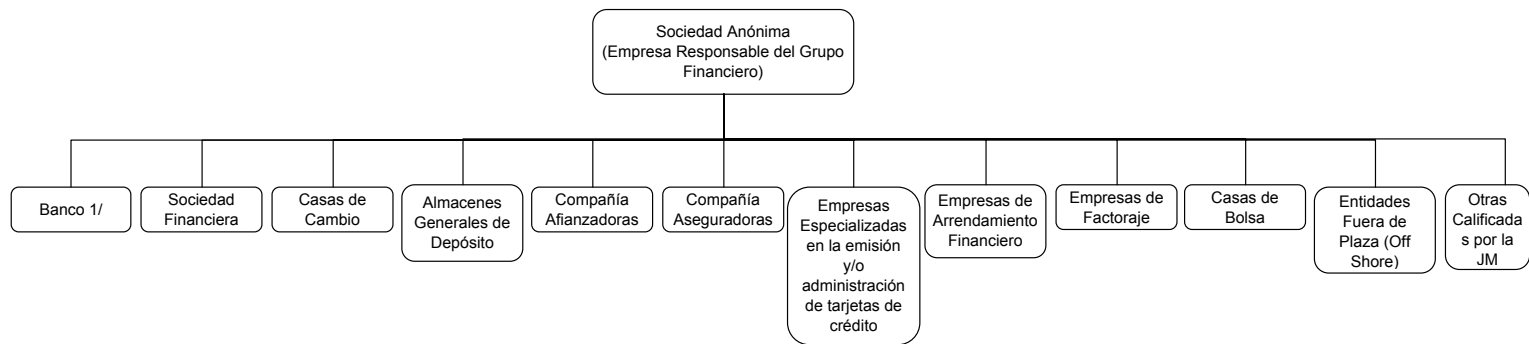 Sociedad Anónima
(Empresa Responsable del Grupo
Financiero)
Banco 1/
Sociedad
Financiera
Casas de
Cambio
Almacenes
Generales de
Depósito
Compañía
Afianzadoras
Compañía
Aseguradoras
Empresas
Especializadas
en la emisión
y/o
administración
de tarjetas de
crédito
Empresas de
Arrendamiento
Financiero
Empresas de
Factoraje
Casas de
Bolsa
Entidades
Fuera de
Plaza (Off
Shore)
Otras
Calificada
s por la
JM